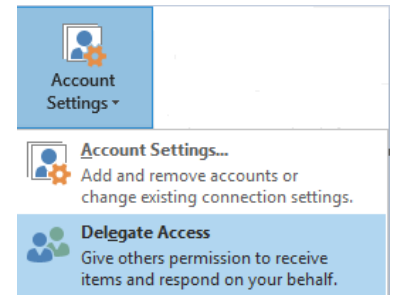 Account
Settings ▾
Account Settings...
Add and remove accounts or
change existing connection settings.
Delegate Access
Give others permission to receive
items and respond on your behalf.